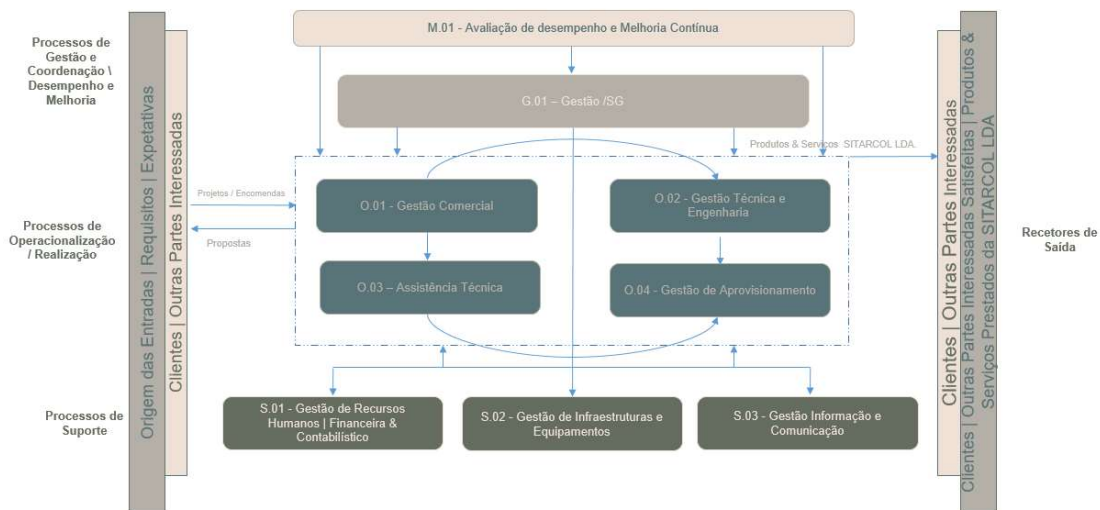 Processos de
Gestão e
Coordenação \
Desempenho e
Melhoria
Processos de
Operacionalização
/ Realização
Processos de
Suporte
Origem das Entradas | Requisitos | Expetativas
Clientes | Outras Partes Interessadas
M.01 - Avaliação de desempenho e Melhoria Contínua
G.01 – Gestão /SG
Produtos & Serviços SITARCOL LDA.
Projetos / Encomendas
Propostas
O.01 - Gestão Comercial
O.02 - Gestão Técnica e
Engenharia
O.03 – Assistência Técnica
O.04 - Gestão de Aprovisionamento
S.01 - Gestão de Recursos
Humanos | Financeira &
Contabilístico
S.02 - Gestão de Infraestruturas e
Equipamentos
S.03 - Gestão Informação e
Comunicação
Clientes | Outras Partes Interessadas
Clientes | Outras Partes Interessadas Satisfeitas | Produtos &
Serviços Prestados da SITARCOL LDA
Recetores de
Saída